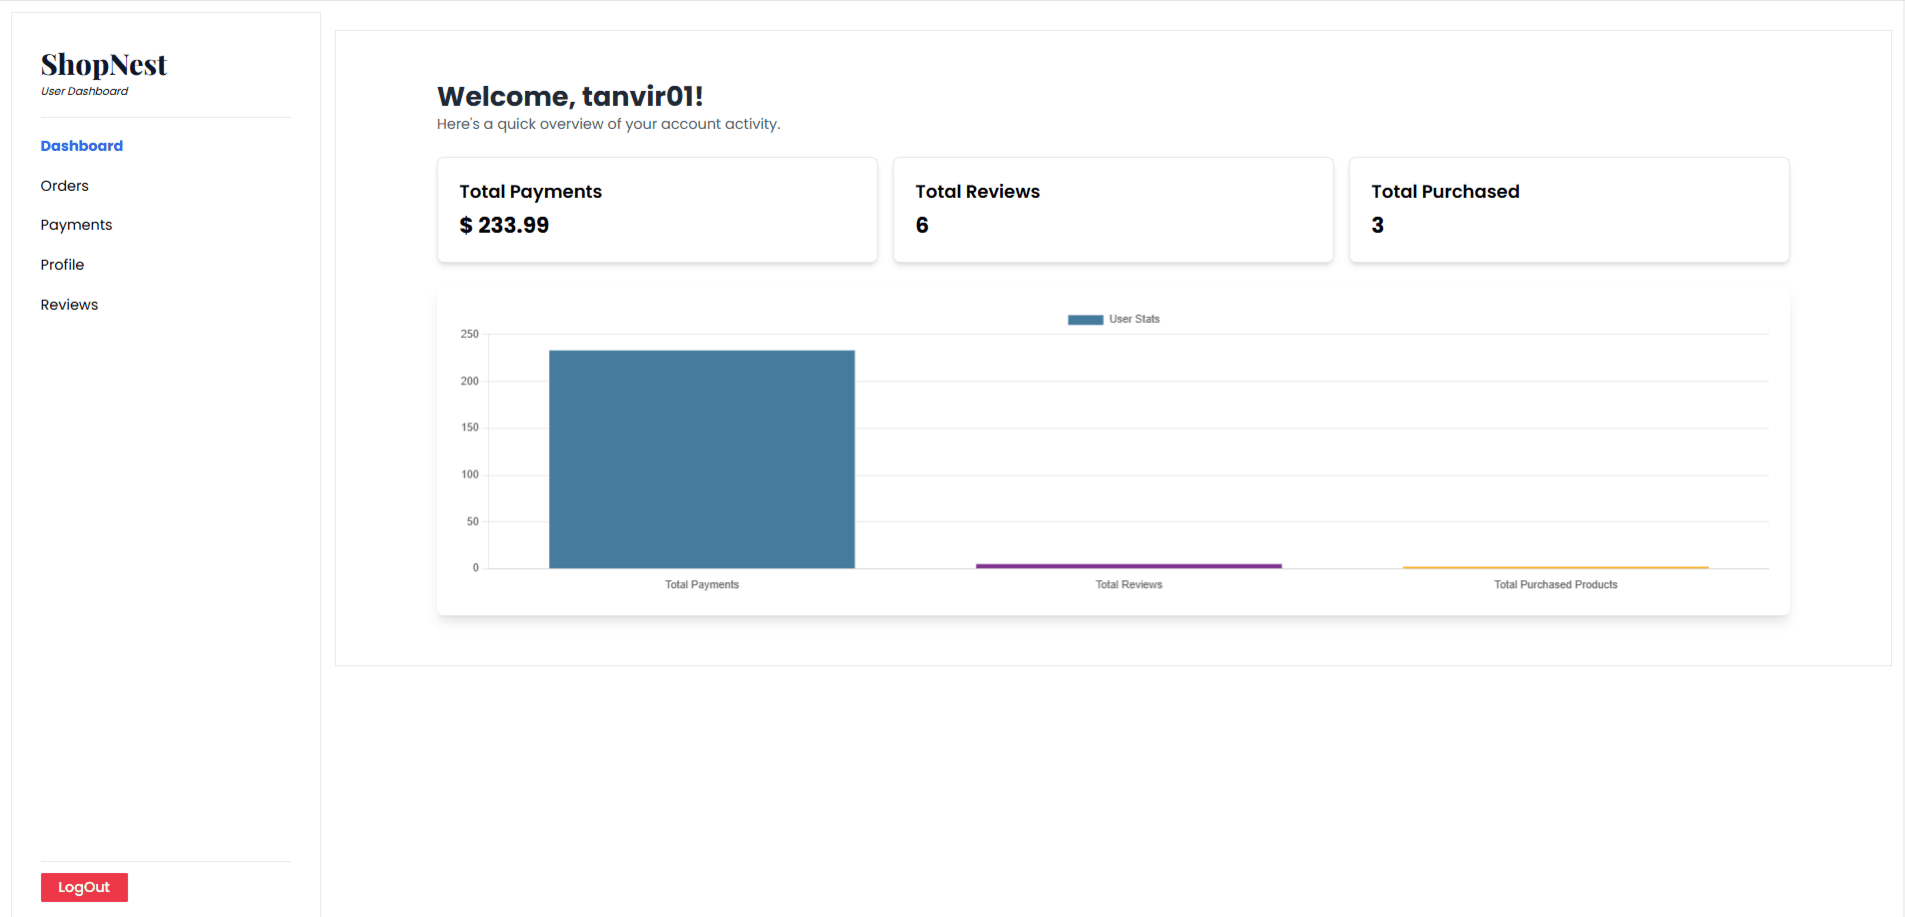 ShopNest
User Dashboard
Dashboard
Orders
Payments
Profile
Reviews
LogOut
Welcome, tanvir01!
Here's a quick overview of your account activity.
Total Payments
$ 233.99
Total Reviews
6
Total Purchased
3
User Stats
250
200
150
100
50
0
Total Payments
Total Reviews
Total Purchased Products